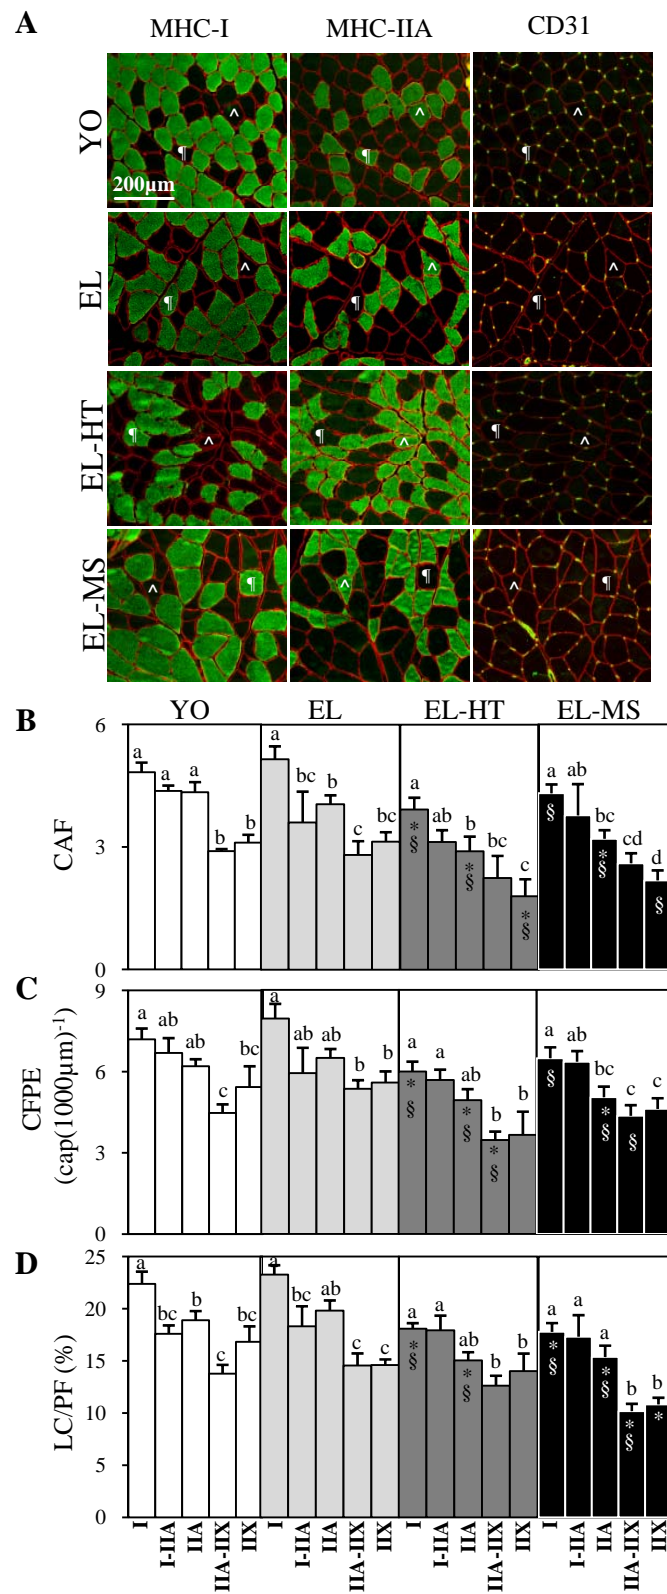 A
MHC-I MHC-IIA CD31
YO
^ ^ ^
¶ ¶ ¶
200µm
EL
^ ^ ^
¶ ¶ ¶
EL-HT
¶ ^ ¶ ^ ¶ ^
EL-MS
^ ¶ ^ ¶ ^ ¶
B YO EL EL-HT EL-MS
CAF
6
3
0
a a a b b a bc b c bc a ab b bc c a ab bc cd d
* § * § * § § * § §
C
CFPE
(cap(1000µm)⁻¹)
9
6
3
0
a ab ab c bc a ab ab b b a a ab b b a ab bc c c
* § * § * § § * § §
D
LC/PF (%)
25
20
15
10
5
0
a bc b c bc a bc ab c c a a ab b b a a a b b
* § * § * § * § * § *
I I-IIA IIA IIA-IIX IIX I I-IIA IIA IIA-IIX IIX I I-IIA IIA IIA-IIX IIX I I-IIA IIA IIA-IIX IIX